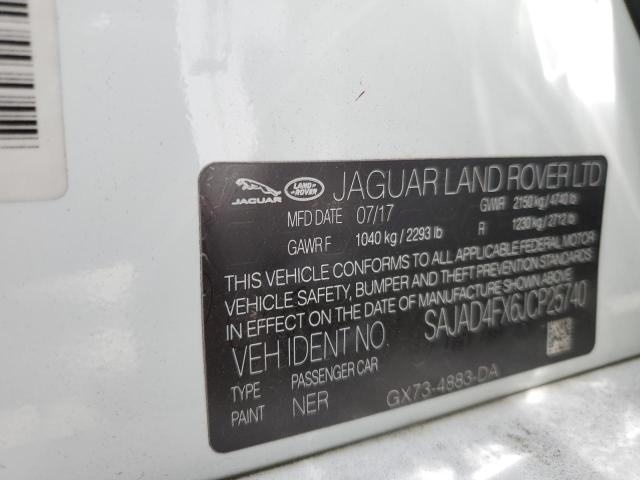 JAGUAR LAND ROVER JAGUAR LAND ROVER LTD
MFD DATE 07/17 GVWR 2150 kg / 4740 lb
GAWR F 1040 kg / 2293 lb R 1230 kg / 2712 lb
THIS VEHICLE CONFORMS TO ALL APPLICABLE FEDERAL MOTOR
VEHICLE SAFETY, BUMPER AND THEFT PREVENTION STANDARDS
IN EFFECT ON THE DATE OF MANUFACTURE SHOWN ABOVE.
VEH IDENT NO SAJAD4FX6JCP25740
TYPE PASSENGER CAR
PAINT NER GX73-4883-DA